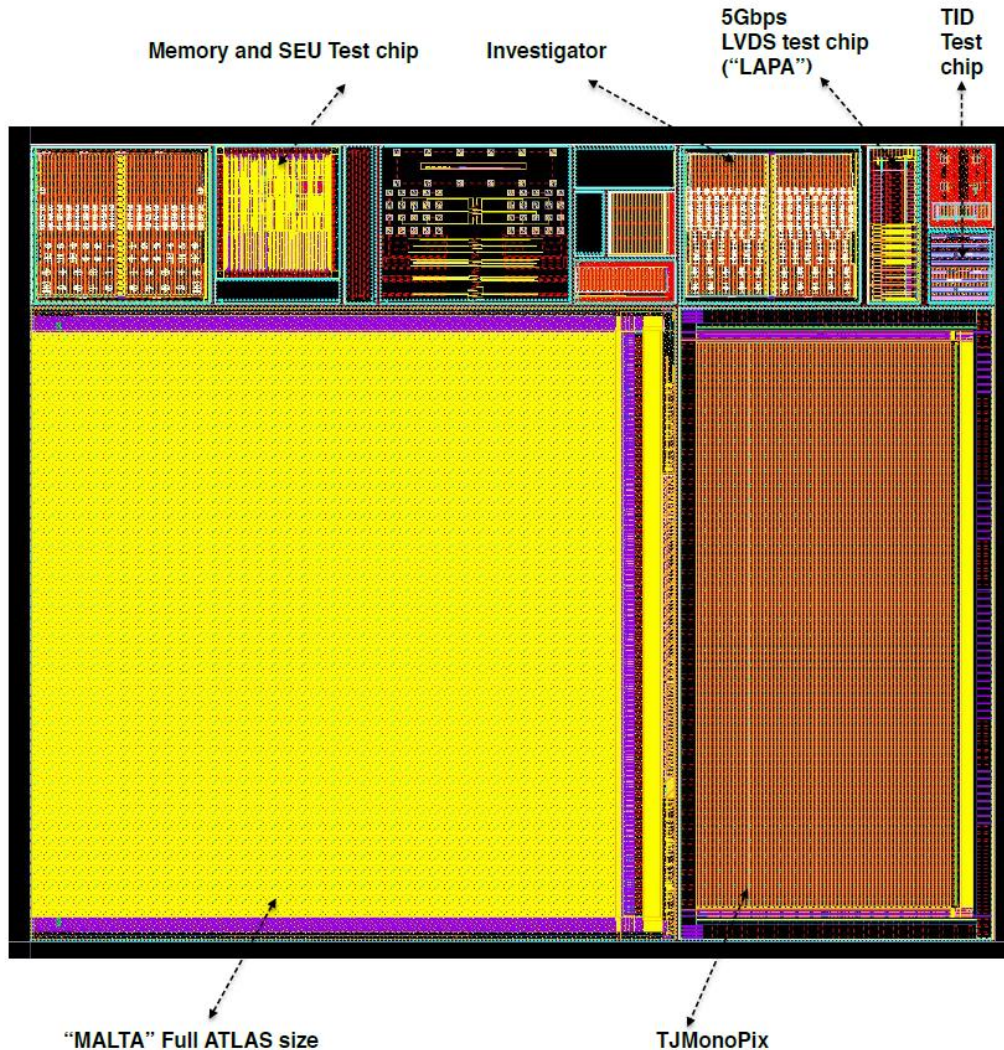 Memory and SEU Test chip
Investigator
5Gbps
LVDS test chip
(“LAPA”)
TID
Test
chip
“MALTA” Full ATLAS size
TJMonoPix